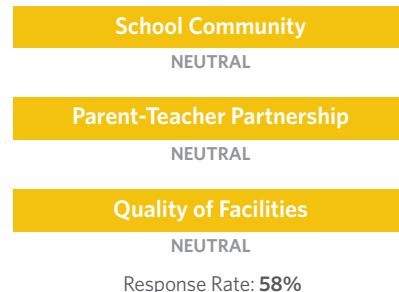 School Community
NEUTRAL
Parent-Teacher Partnership
NEUTRAL
Quality of Facilities
NEUTRAL
Response Rate: 58%